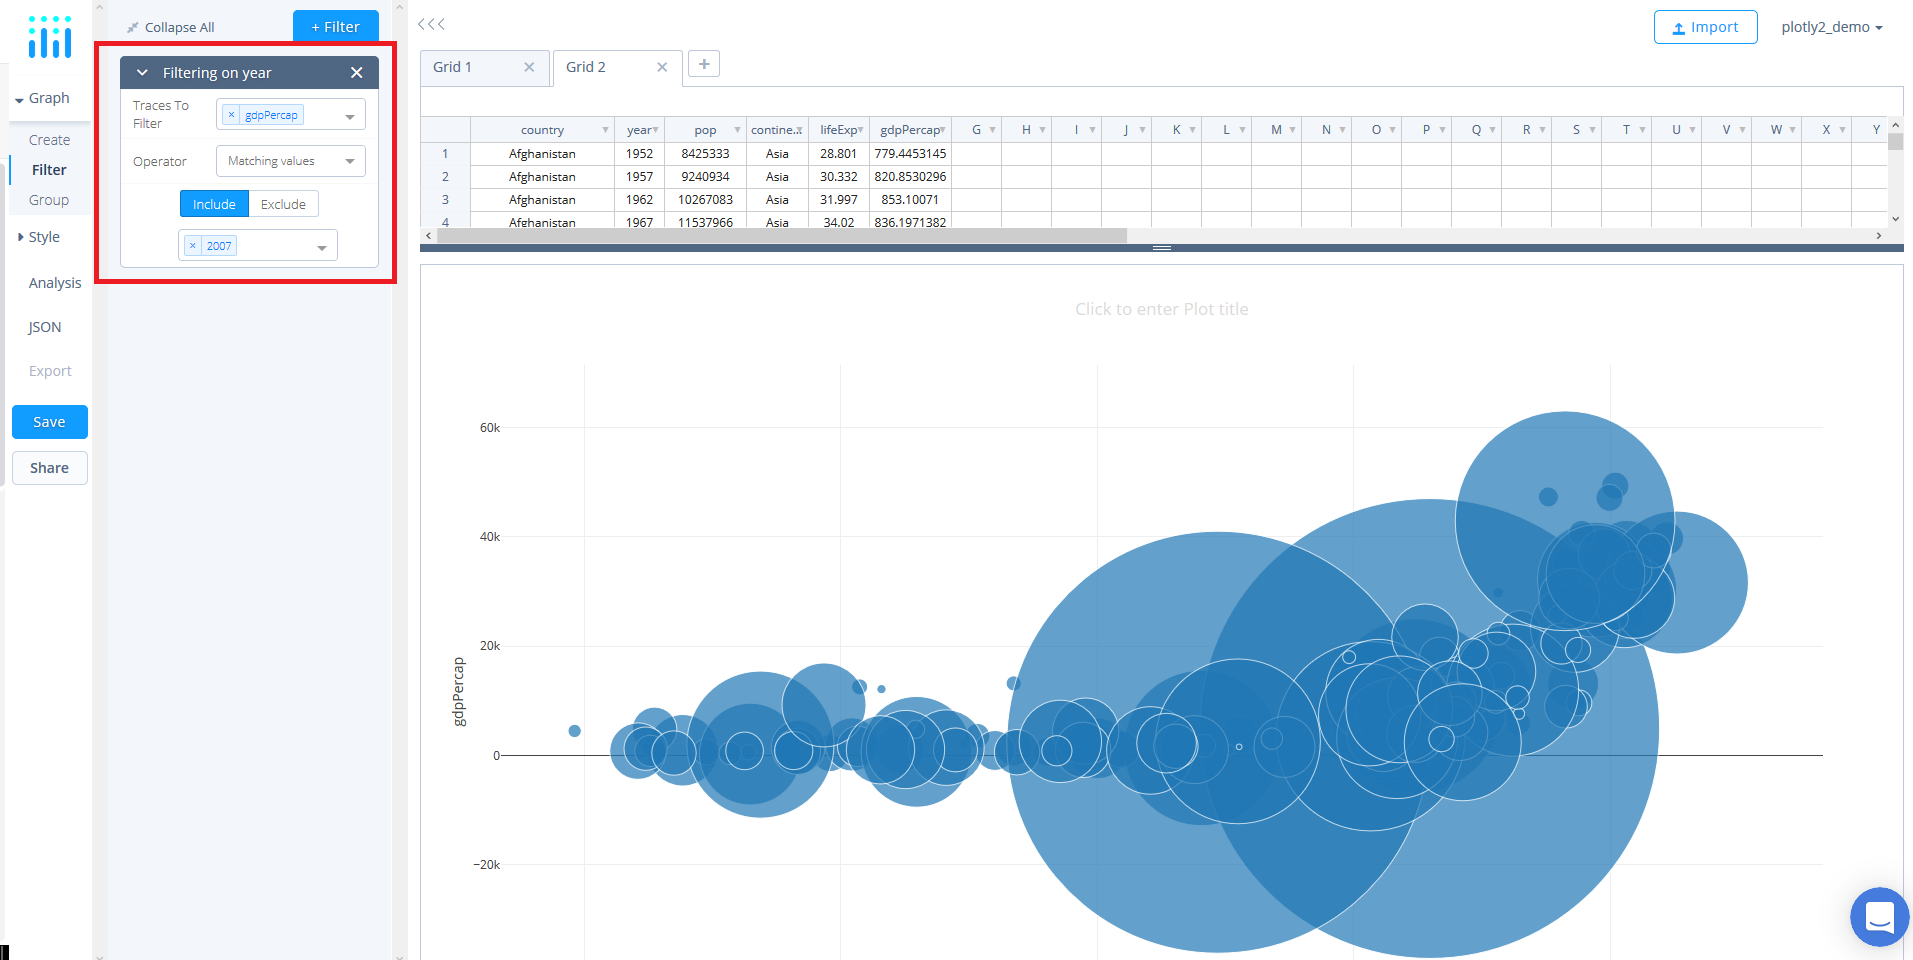 Collapse All
+ Filter
Import
plotly2_demo
Filtering on year
Grid 1
Grid 2
+
Graph
Traces To
Filter
× gdpPercap
Create
Filter
Group
Operator
Matching values
Include
Exclude
× 2007
Style
Analysis
JSON
Export
Save
Share
country year pop contine... lifeExp gdpPercap G H I J K L M N O P Q R S T U V W X Y
1 Afghanistan 1952 8425333 Asia 28.801 779.4453145
2 Afghanistan 1957 9240934 Asia 30.332 820.8530296
3 Afghanistan 1962 10267083 Asia 31.997 853.10071
4 Afghanistan 1967 11537966 Asia 34.02 836.1971382
Click to enter Plot title
60k
40k
20k
0
−20k
gdpPercap